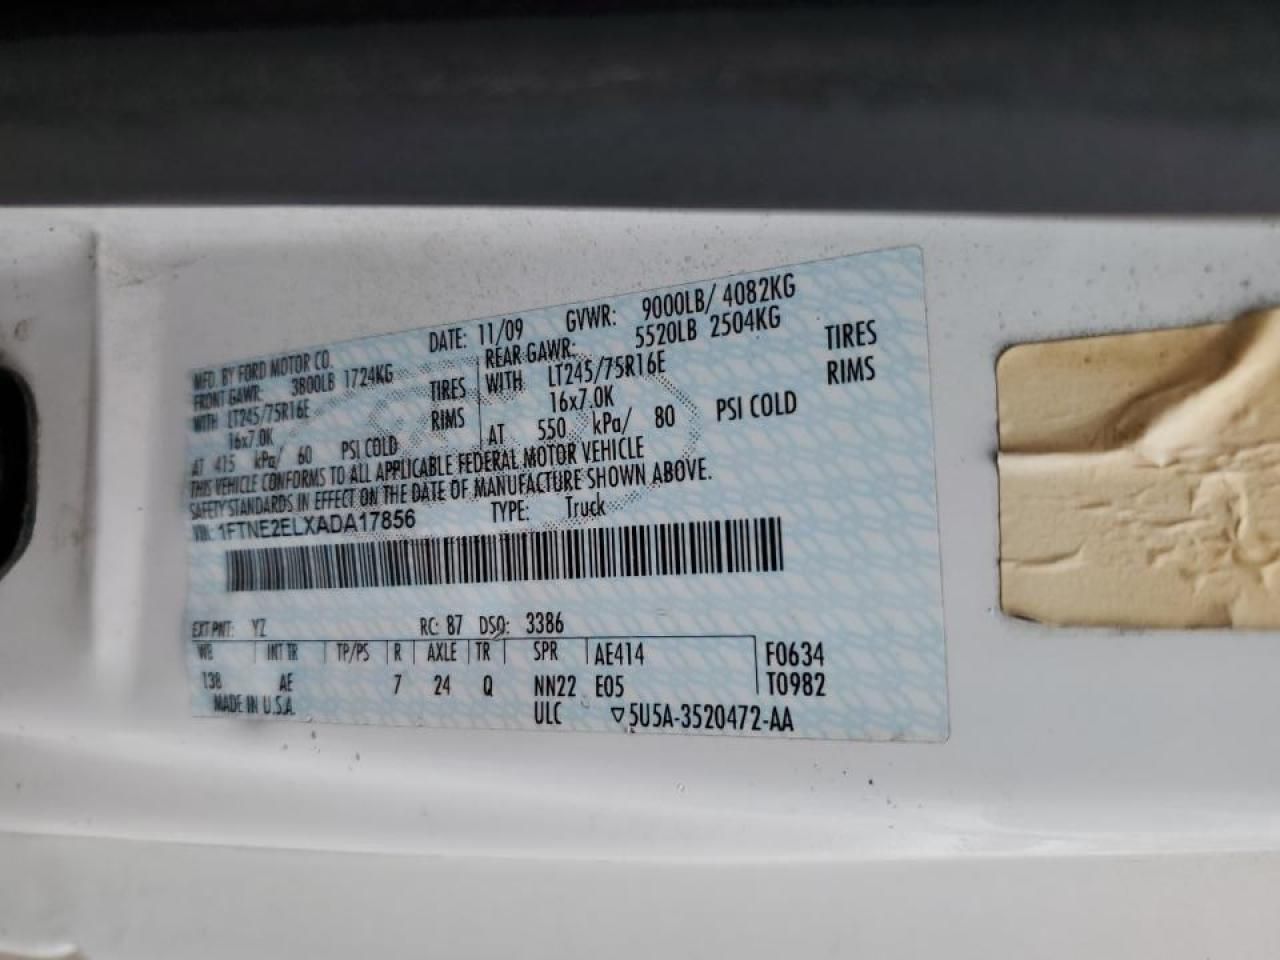 MFD. BY FORD MOTOR CO.
DATE: 11/09 GVWR: 9000LB/ 4082KG
FRONT GAWR: 3800LB 1724KG
REAR GAWR: 5520LB 2504KG
WITH LT245/75R16E TIRES
WITH LT245/75R16E TIRES
16x7.0K RIMS
16x7.0K RIMS
AT 415 kPa/ 60 PSI COLD
AT 550 kPa/ 80 PSI COLD
THIS VEHICLE CONFORMS TO ALL APPLICABLE FEDERAL MOTOR VEHICLE
SAFETY STANDARDS IN EFFECT ON THE DATE OF MANUFACTURE SHOWN ABOVE.
VIN: 1FTNE2ELXADA17856 TYPE: Truck
EXT PNT: YZ RC: 87 DSO: 3386
WB INT TR TP/PS R AXLE TR SPR AE414 F0634
138 AE 7 24 Q NN22 E05 T0982
MADE IN U.S.A. ULC ▽5U5A-3520472-AA